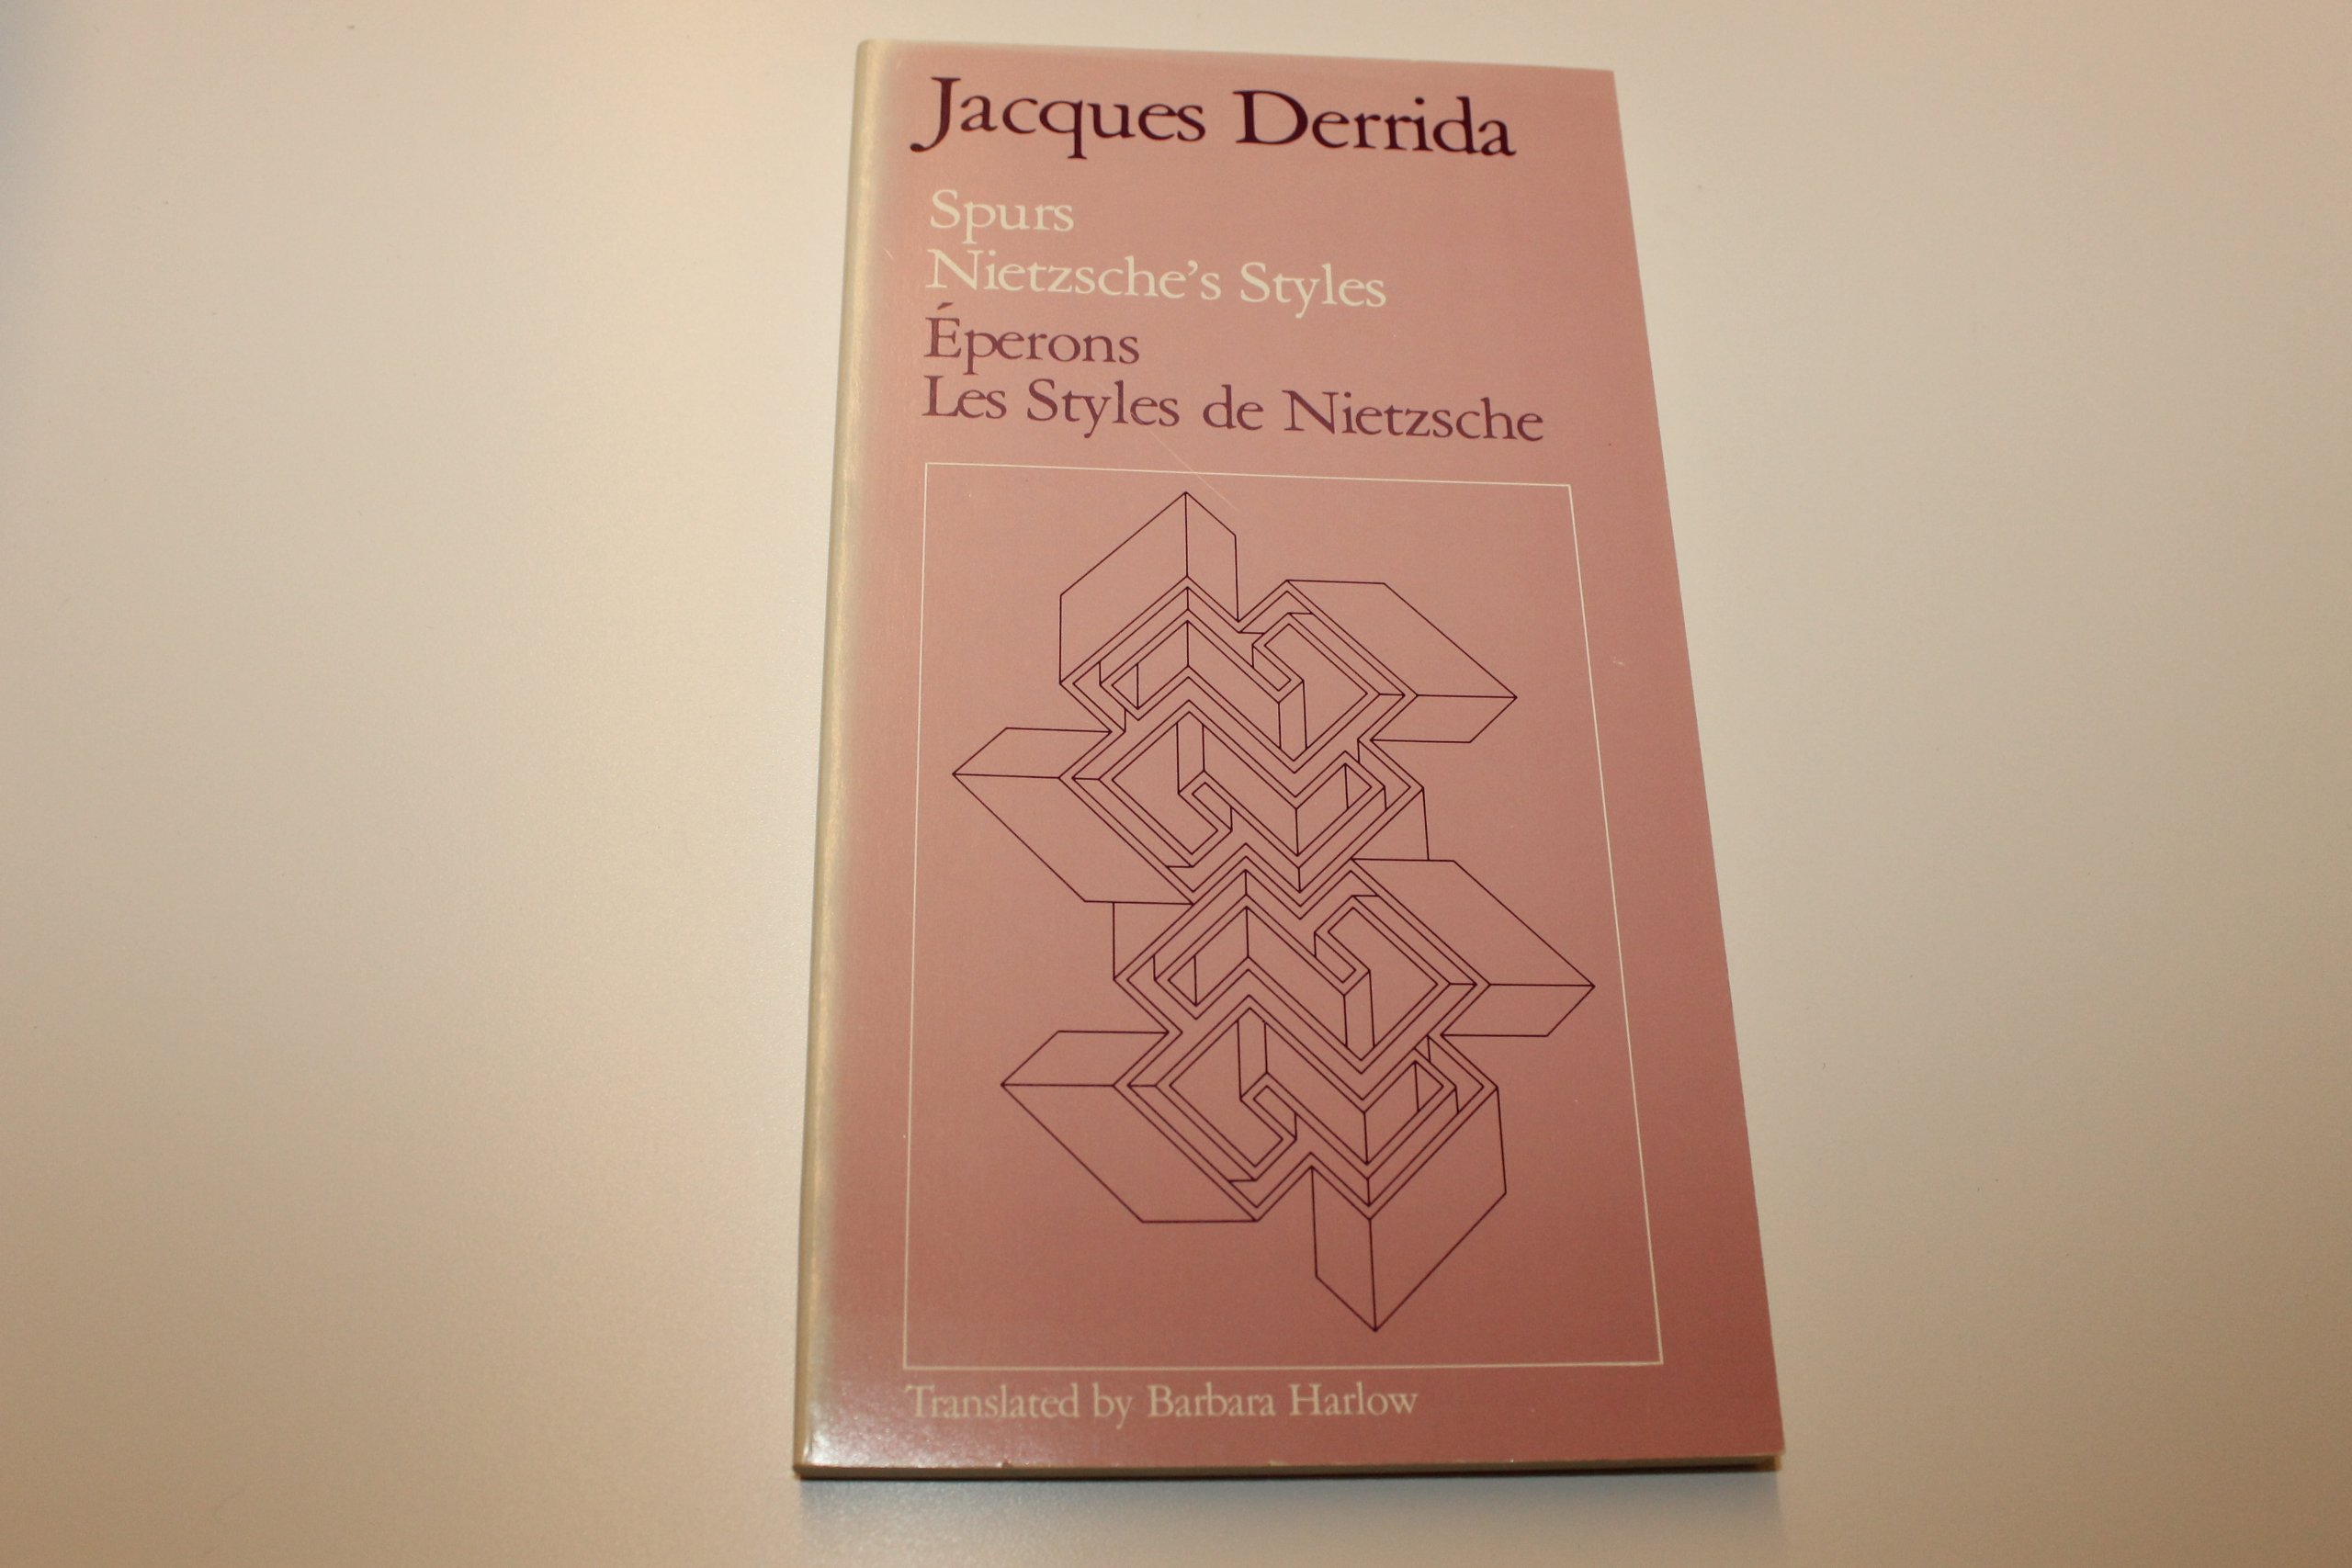 Jacques Derrida
Spurs
Nietzsche's Styles
Éperons
Les Styles de Nietzsche
Translated by Barbara Harlow